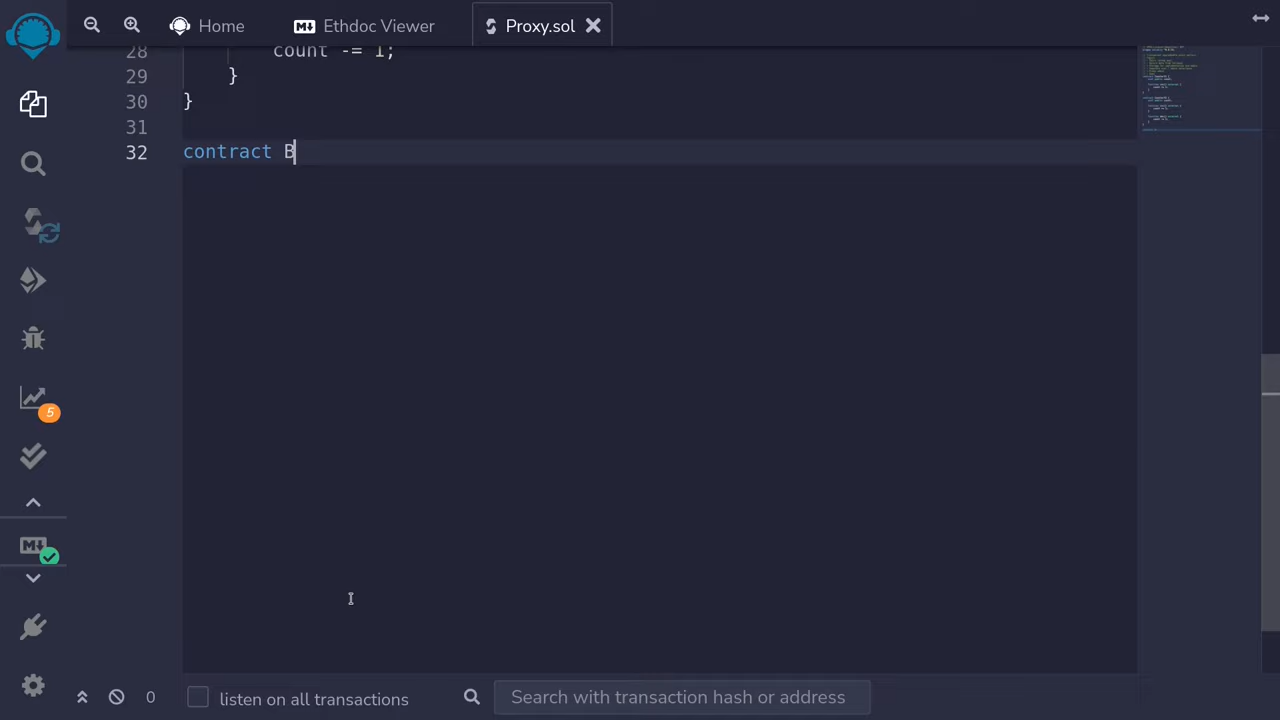 Home
Ethdoc Viewer
Proxy.sol
28 count -= 1;
29 }
30 }
31
32 contract B
5
0
listen on all transactions
Search with transaction hash or address